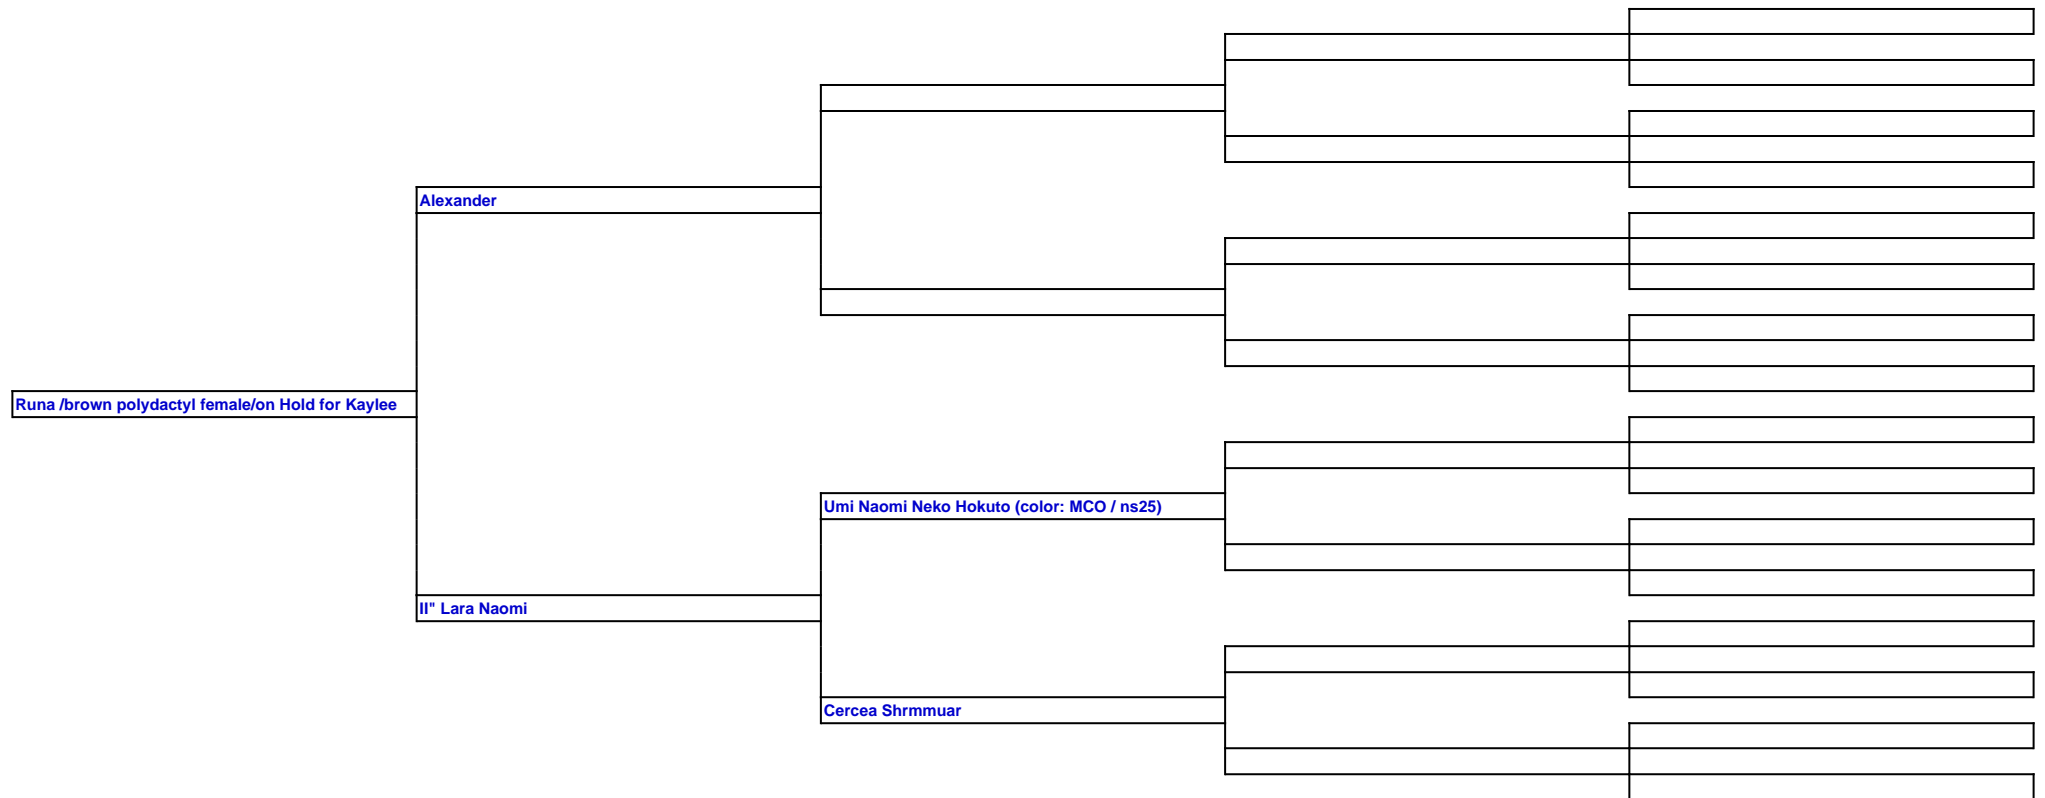 Alexander
Runa /brown polydactyl female/on Hold for Kaylee
Umi Naomi Neko Hokuto (color: MCO / ns25)
II" Lara Naomi
Cercea Shrmmuar